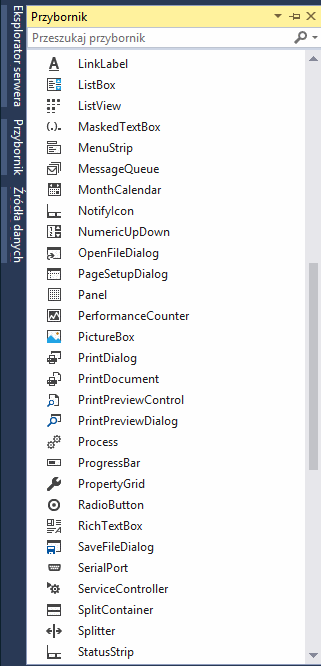 Eksplorator serwera
Przybornik
Źródła danych
Przybornik
Przeszukaj przybornik
LinkLabel
ListBox
ListView
MaskedTextBox
MenuStrip
MessageQueue
MonthCalendar
NotifyIcon
NumericUpDown
OpenFileDialog
PageSetupDialog
Panel
PerformanceCounter
PictureBox
PrintDialog
PrintDocument
PrintPreviewControl
PrintPreviewDialog
Process
ProgressBar
PropertyGrid
RadioButton
RichTextBox
SaveFileDialog
SerialPort
ServiceController
SplitContainer
Splitter
StatusStrip